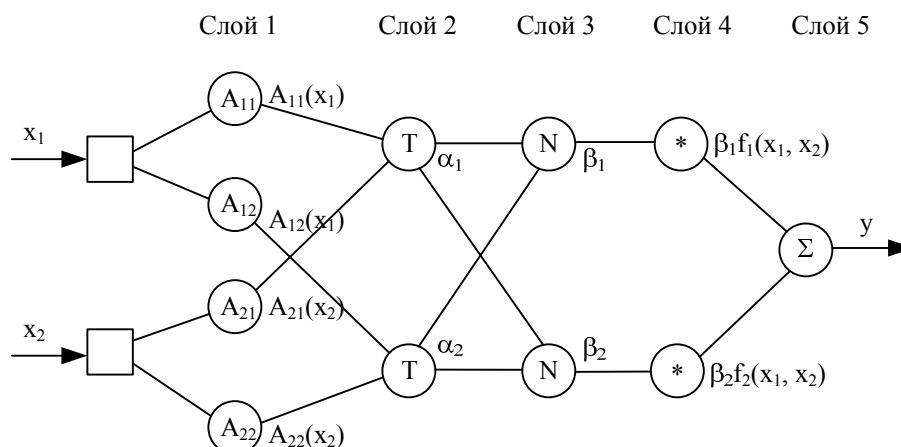 Слой 1 Слой 2 Слой 3 Слой 4 Слой 5
A₁₁ A₁₁(x₁)
x₁ T α₁ N β₁ * β₁f₁(x₁, x₂)
A₁₂ A₁₂(x₁)
Σ y
A₂₁ A₂₁(x₂)
x₂ T α₂ N β₂ * β₂f₂(x₁, x₂)
A₂₂ A₂₂(x₂)